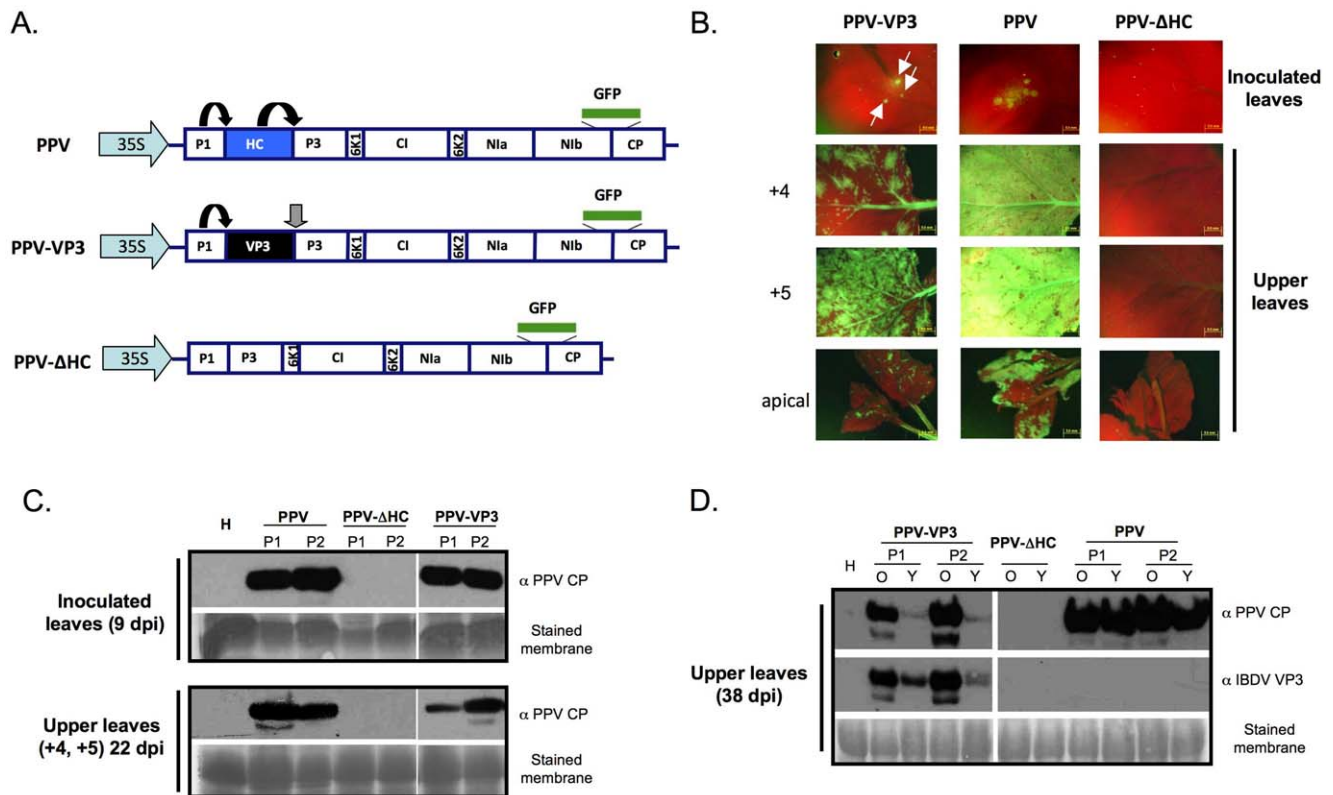 A.
GFP
PPV 35S P1 HC P3 6K1 CI 6K2 NIa NIb CP
GFP
PPV-VP3 35S P1 VP3 P3 6K1 CI 6K2 NIa NIb CP
GFP
PPV-ΔHC 35S P1 P3 6K1 CI 6K2 NIa NIb CP
B.
PPV-VP3 PPV PPV-ΔHC
Inoculated
leaves
+4
+5
apical
Upper
leaves
C.
H PPV PPV-ΔHC PPV-VP3
P1 P2 P1 P2 P1 P2
Inoculated
leaves (9 dpi)
α PPV CP
Stained
membrane
Upper leaves
(+4, +5) 22 dpi
α PPV CP
Stained
membrane
D.
PPV-VP3 PPV-ΔHC PPV
H P1 P2 P1 P2
O Y O Y O Y O Y O Y
Upper leaves
(38 dpi)
α PPV CP
α IBDV VP3
Stained
membrane